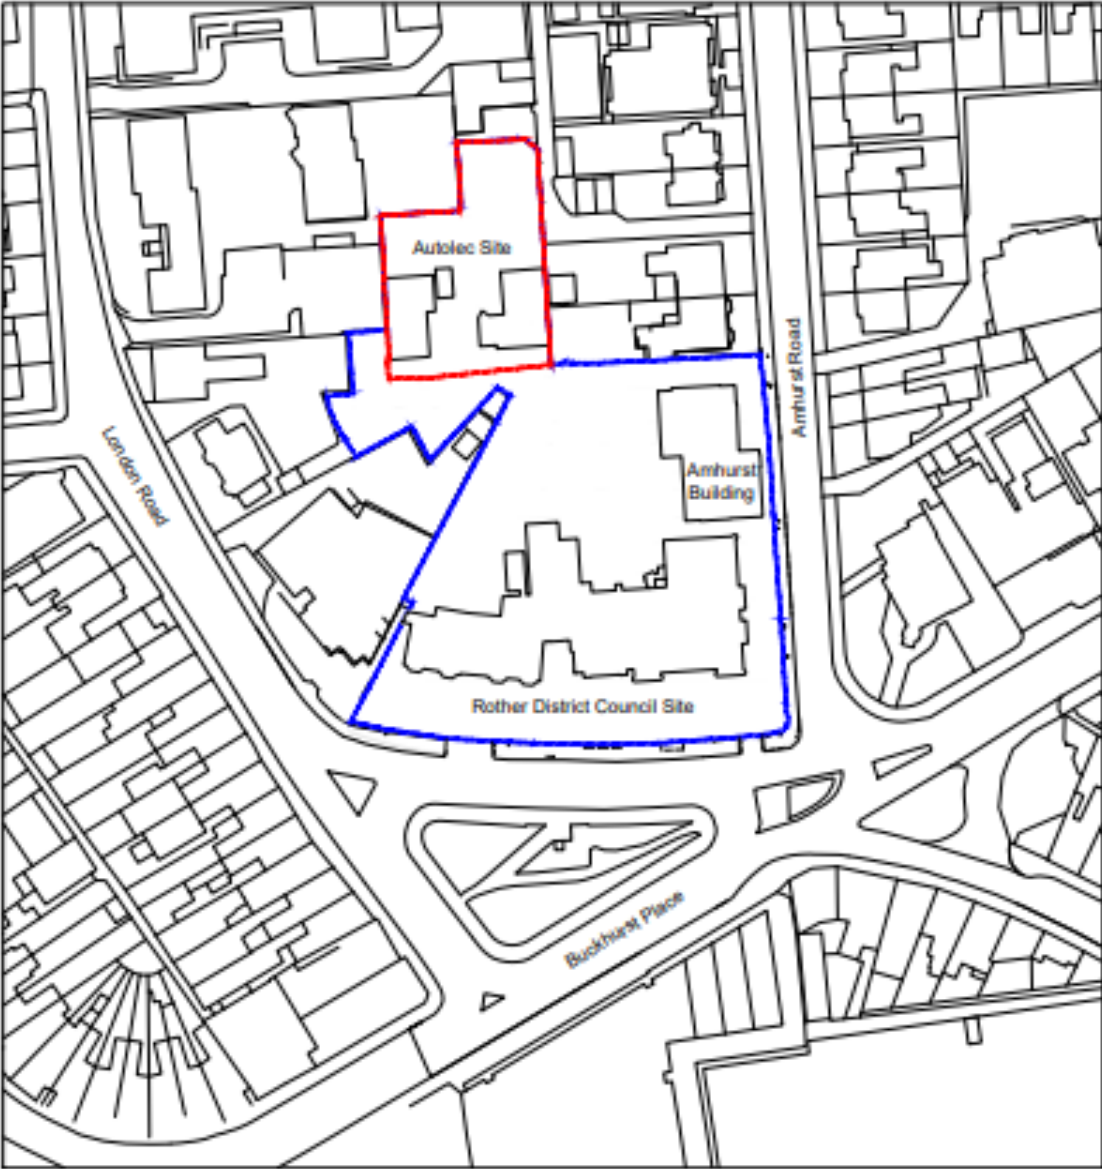 Autolec Site
Amhurst Road
London Road
Amhurst
Building
Rother District Council Site
Buckhurst Place